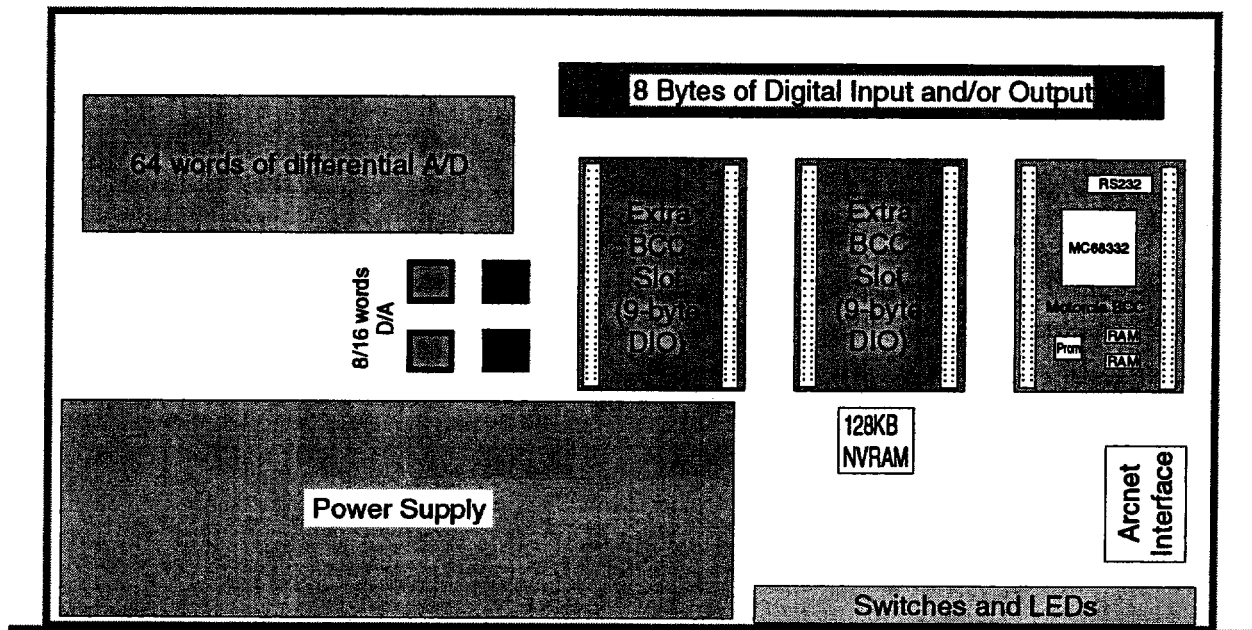 8 Bytes of Digital Input and/or Output
64 words of differential A/D
Extra
BCC
Slot
(9-byte
DIO)
Extra
BCC
Slot
(9-byte
DIO)
RS232
MC68332
Motorola BCC
Prom
RAM
RAM
8/16 words
D/A
128KB
NVRAM
Power Supply
Arcnet
Interface
Switches and LEDs